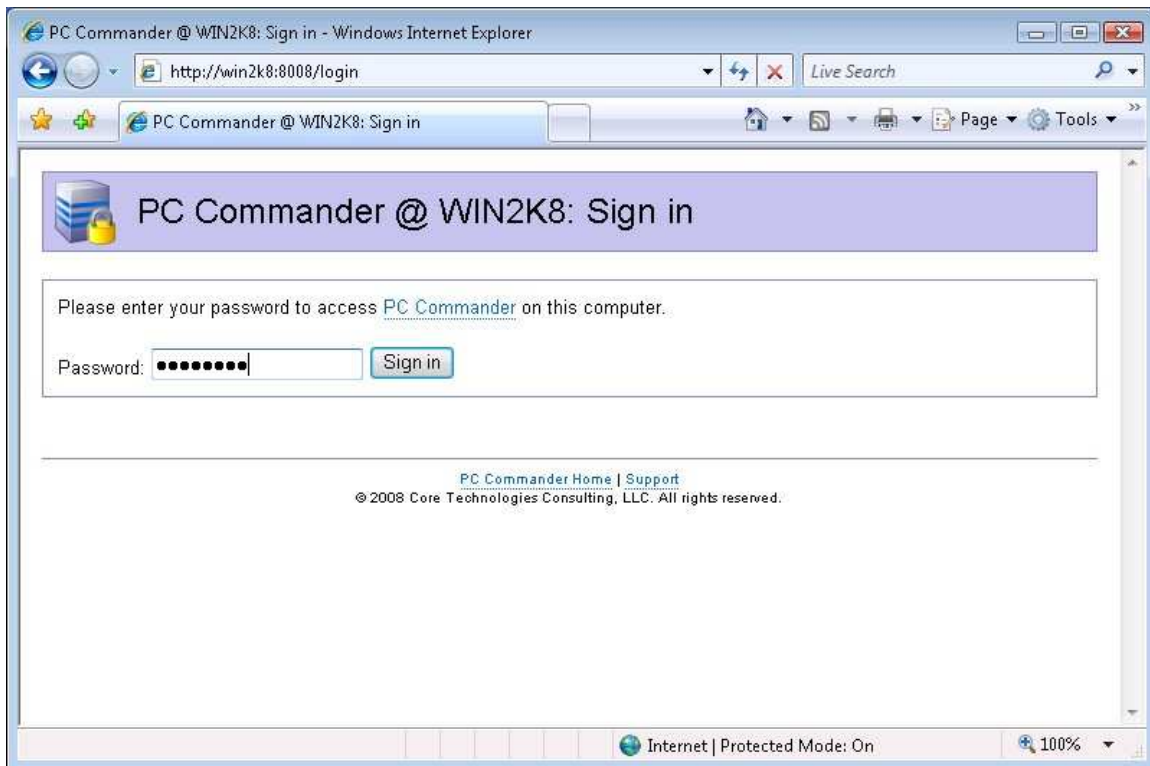 PC Commander @ WIN2K8: Sign in - Windows Internet Explorer
http://win2k8:8008/login
Live Search
PC Commander @ WIN2K8: Sign in
Page
Tools
PC Commander @ WIN2K8: Sign in
Please enter your password to access PC Commander on this computer.
Password: ●●●●●●●● Sign in
PC Commander Home | Support
© 2008 Core Technologies Consulting, LLC. All rights reserved.
Internet | Protected Mode: On
100%